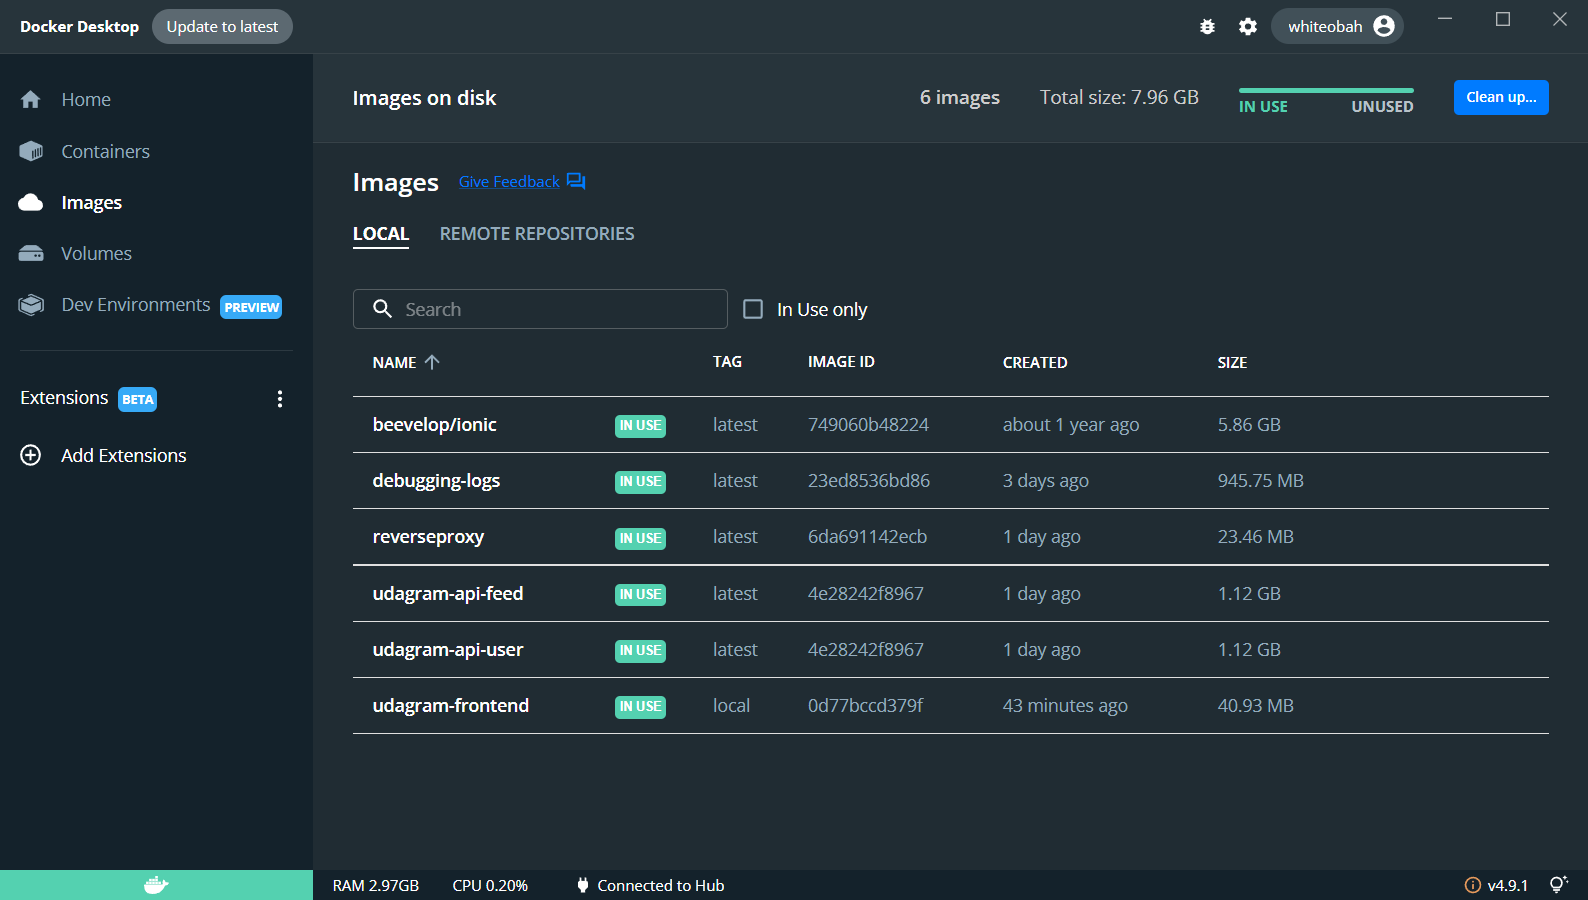 Docker Desktop Update to latest whiteobah
Home
Containers
Images
Volumes
Dev Environments PREVIEW
Extensions BETA
Add Extensions
Images on disk 6 images Total size: 7.96 GB IN USE UNUSED Clean up...
Images Give Feedback
LOCAL REMOTE REPOSITORIES
Search In Use only
NAME TAG IMAGE ID CREATED SIZE
beevelop/ionic IN USE latest 749060b48224 about 1 year ago 5.86 GB
debugging-logs IN USE latest 23ed8536bd86 3 days ago 945.75 MB
reverseproxy IN USE latest 6da691142ecb 1 day ago 23.46 MB
udagram-api-feed IN USE latest 4e28242f8967 1 day ago 1.12 GB
udagram-api-user IN USE latest 4e28242f8967 1 day ago 1.12 GB
udagram-frontend IN USE local 0d77bccd379f 43 minutes ago 40.93 MB
RAM 2.97GB CPU 0.20% Connected to Hub v4.9.1